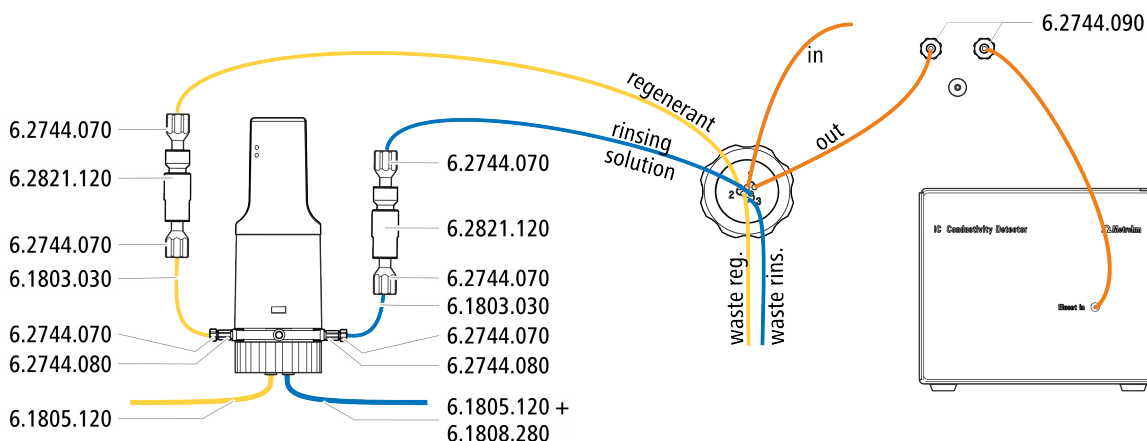 6.2744.090
in
regenerant
6.2744.070
rinsing
solution
out
6.2744.070
6.2821.120
1
2
3
6.2821.120
IC Conductivity Detector
Metrohm
6.2744.070
waste reg.
waste rins.
6.1803.030
6.2744.070
6.1803.030
Eluent in
6.2744.070
6.2744.070
6.2744.080
6.2744.080
6.1805.120
6.1805.120 +
6.1808.280